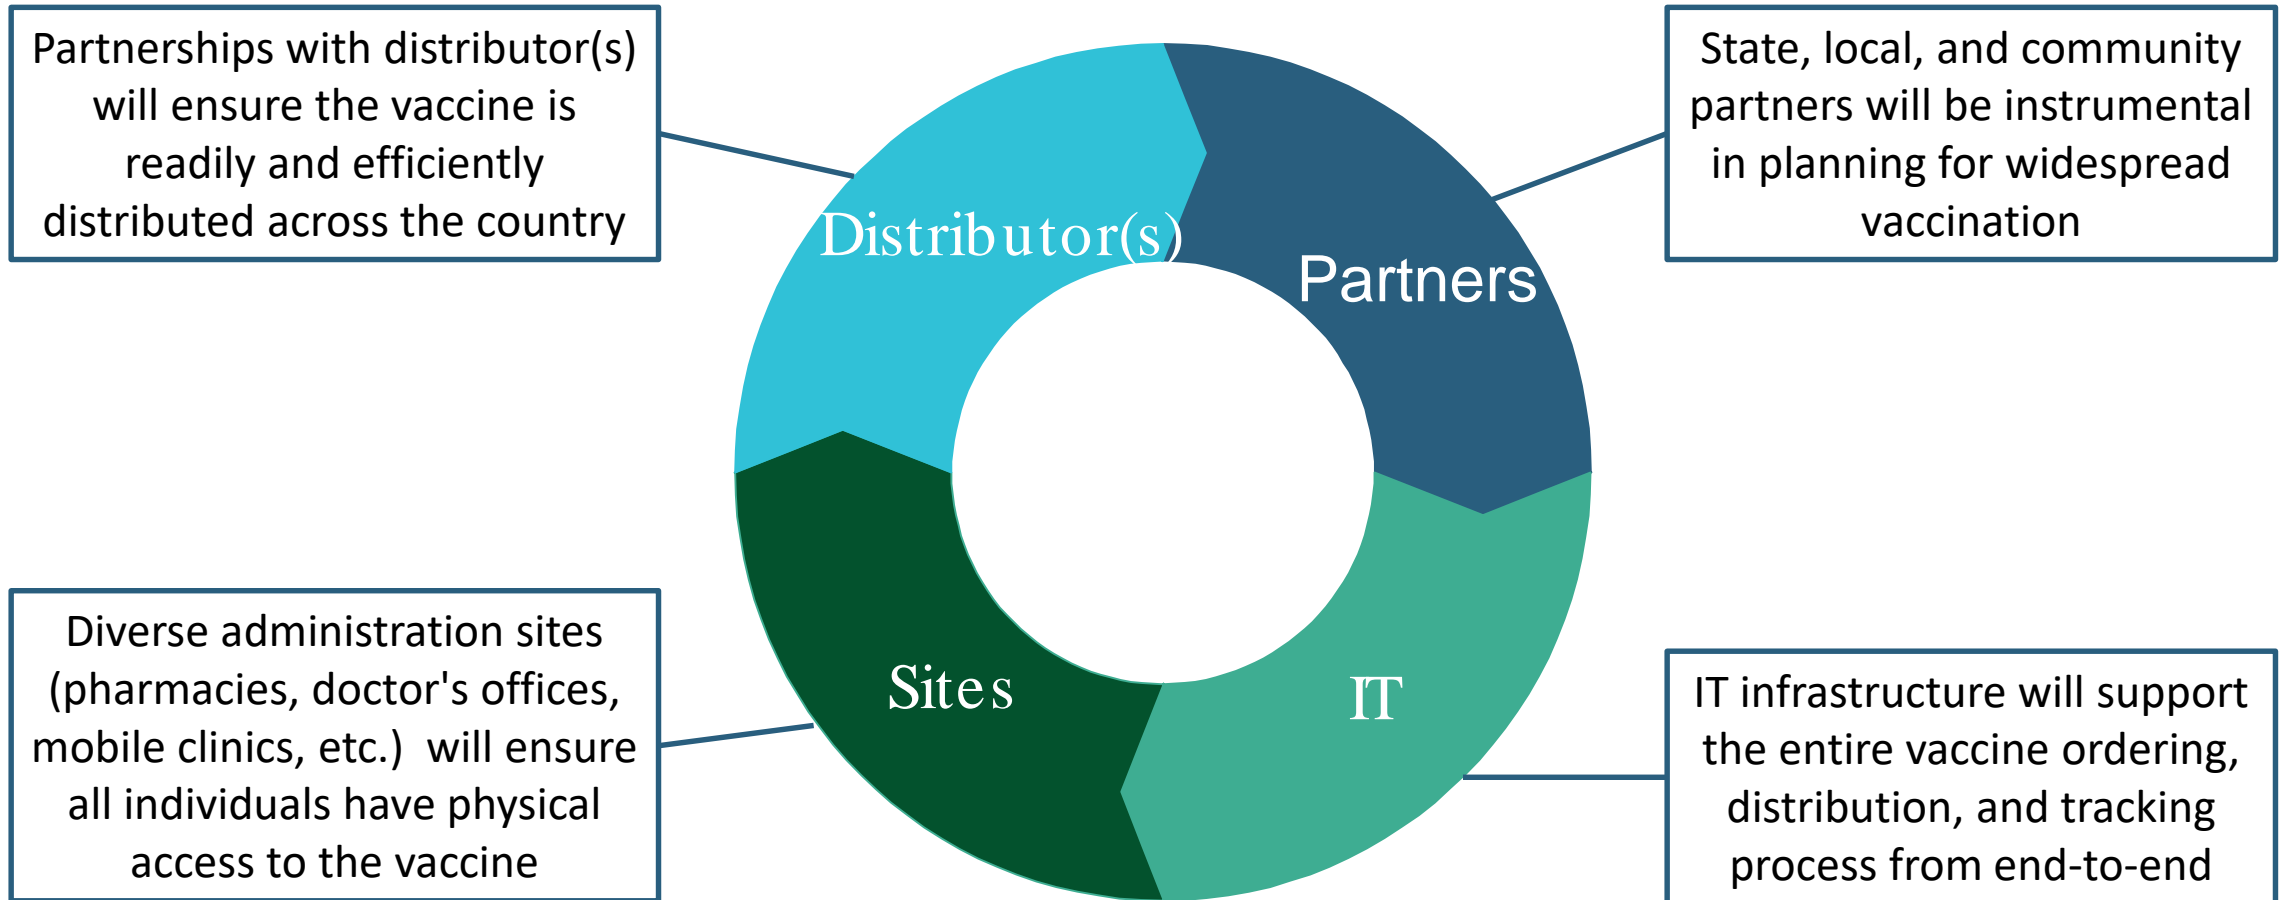 Partnerships with distributor(s)
will ensure the vaccine is
readily and efficiently
distributed across the country
State, local, and community
partners will be instrumental
in planning for widespread
vaccination
Distributor(s)
Partners
Sites
IT
Diverse administration sites
(pharmacies, doctor's offices,
mobile clinics, etc.)  will ensure
all individuals have physical
access to the vaccine
IT infrastructure will support
the entire vaccine ordering,
distribution, and tracking
process from end-to-end